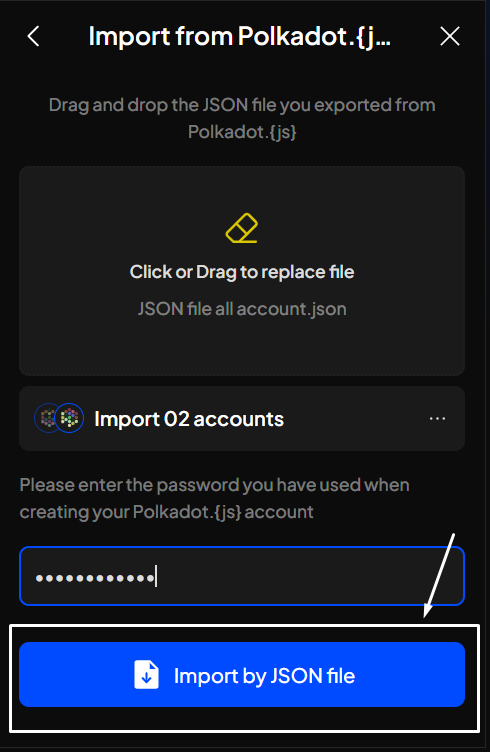 Import from Polkadot.{j...
Drag and drop the JSON file you exported from
Polkadot.{js}
Click or Drag to replace file
JSON file all account.json
Import 02 accounts
Please enter the password you have used when
creating your Polkadot.{js} account
••••••••••••
Import by JSON file